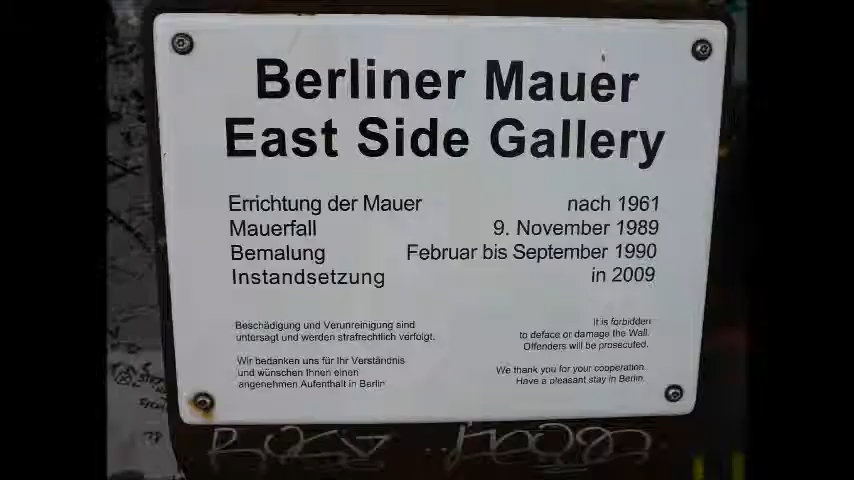 Berliner Mauer
East Side Gallery
Errichtung der Mauer nach 1961
Mauerfall 9. November 1989
Bemalung Februar bis September 1990
Instandsetzung in 2009
Beschädigung und Verunreinigung sind
untersagt und werden strafrechtlich verfolgt.
Wir bedanken uns für Ihr Verständnis
und wünschen Ihnen einen
angenehmen Aufenthalt in Berlin
It is forbidden
to deface or damage the Wall.
Offenders will be prosecuted.
We thank you for your cooperation.
Have a pleasant stay in Berlin.